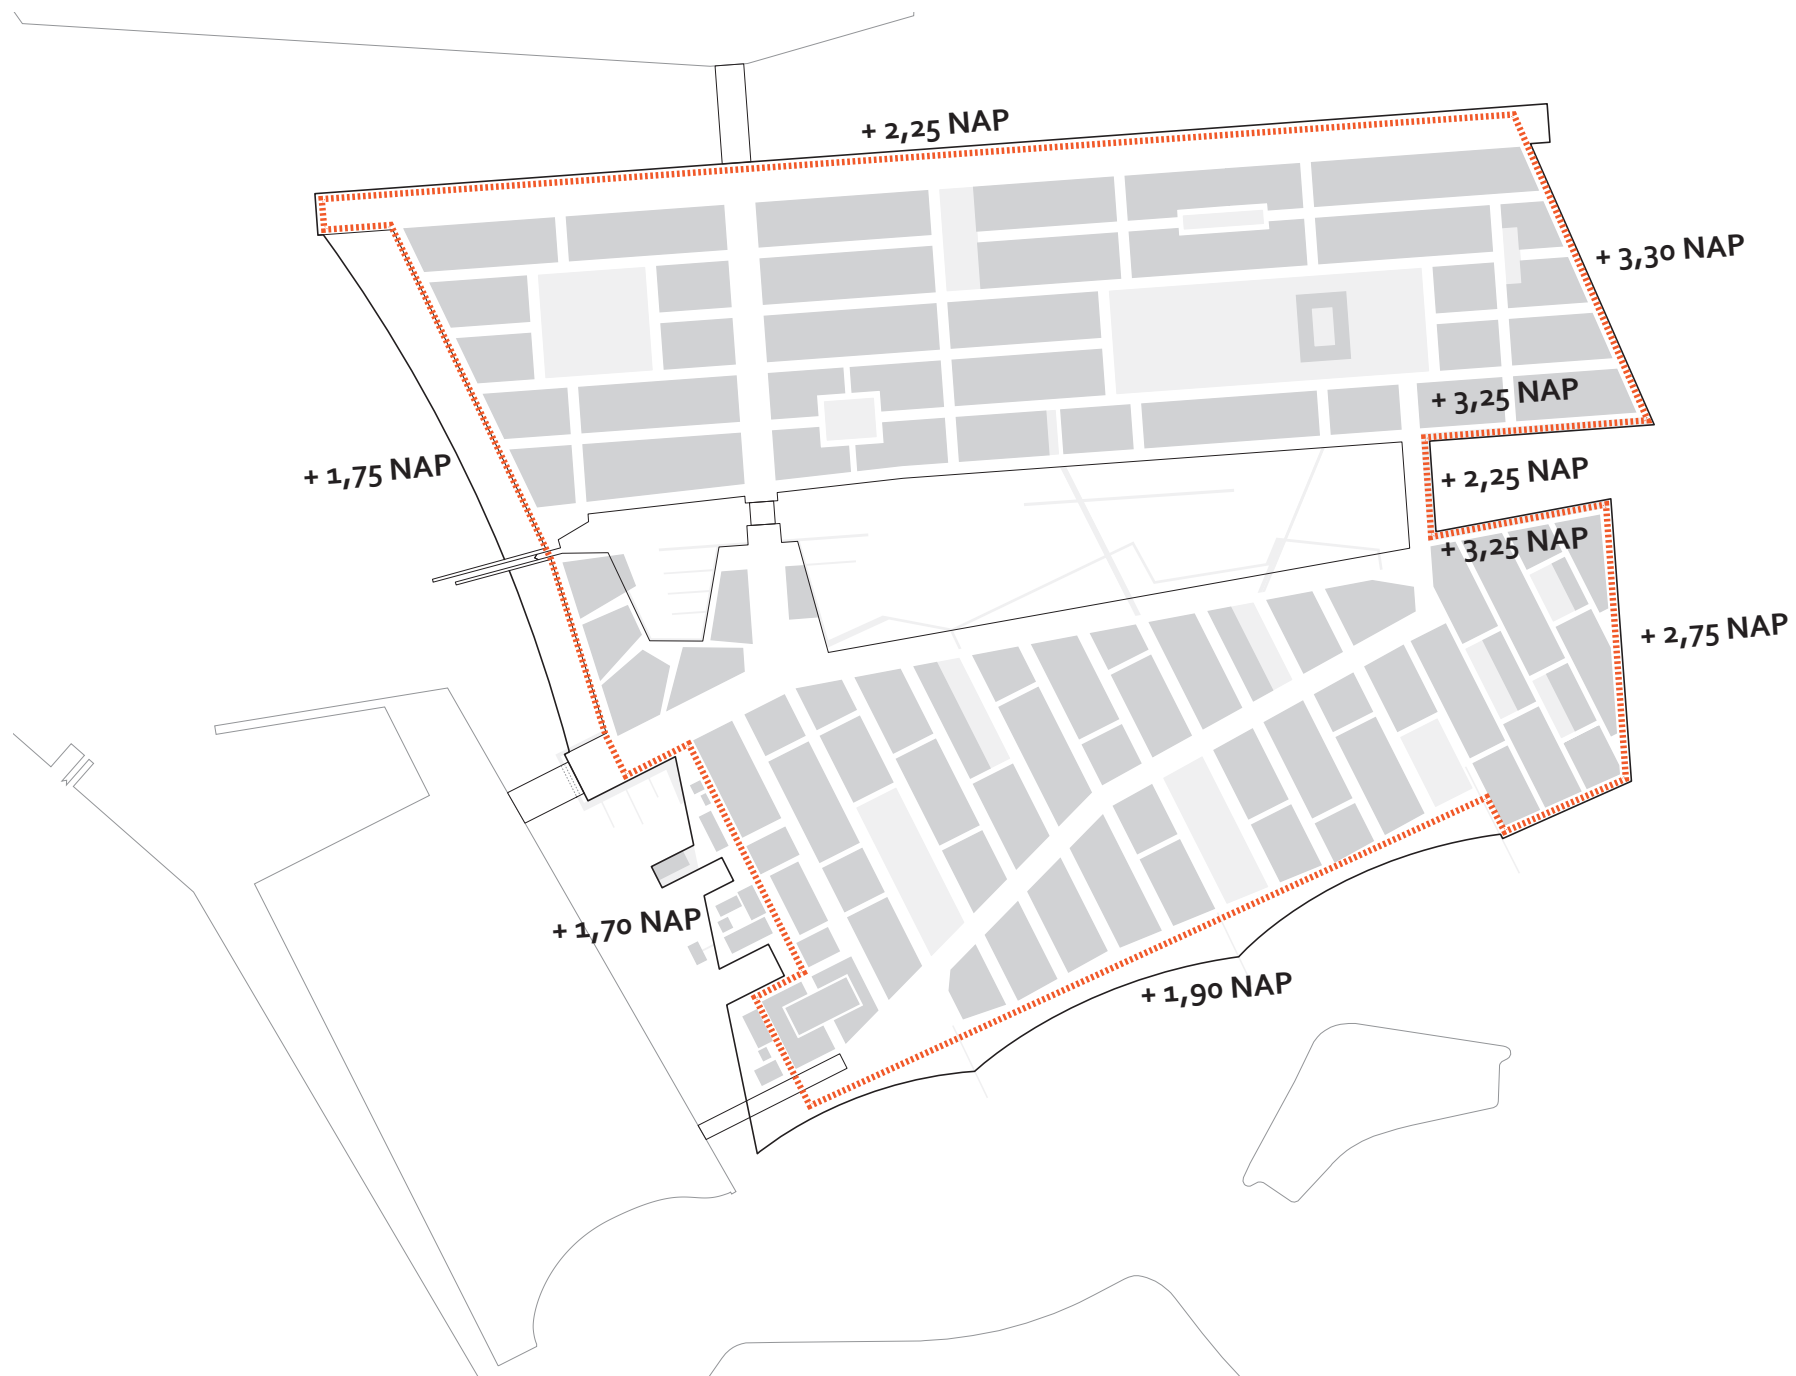 + 2,25 NAP
+ 3,30 NAP
+ 3,25 NAP
+ 1,75 NAP
+ 2,25 NAP
+ 3,25 NAP
+ 2,75 NAP
+ 1,70 NAP
+ 1,90 NAP